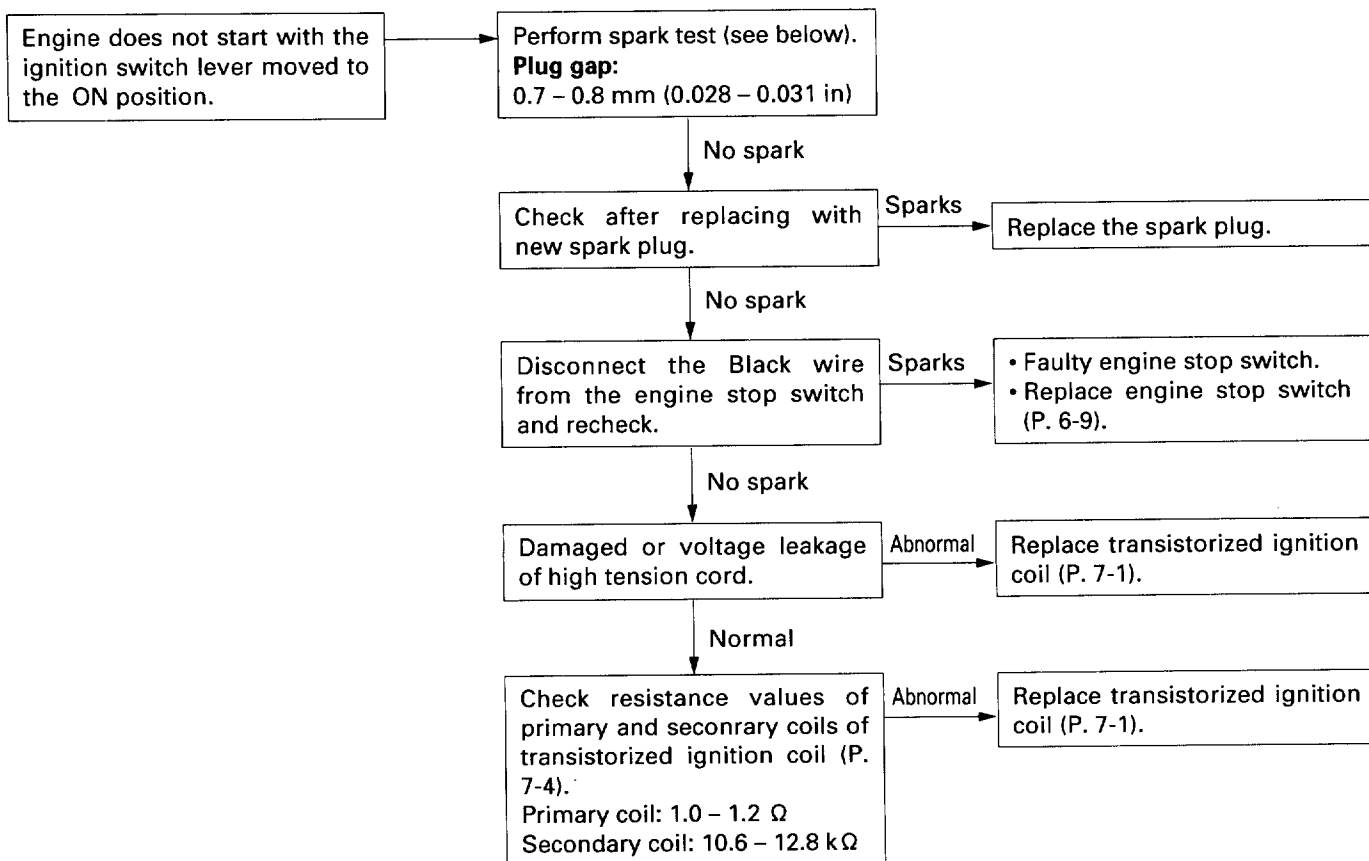 Engine does not start with the
ignition switch lever moved to
the ON position.
Perform spark test (see below).
Plug gap:
0.7 – 0.8 mm (0.028 – 0.031 in)
No spark
Check after replacing with
new spark plug.
Sparks
Replace the spark plug.
No spark
Disconnect the Black wire
from the engine stop switch
and recheck.
Sparks
• Faulty engine stop switch.
• Replace engine stop switch
(P. 6-9).
No spark
Damaged or voltage leakage
of high tension cord.
Abnormal
Replace transistorized ignition
coil (P. 7-1).
Normal
Check resistance values of
primary and seconrary coils of
transistorized ignition coil (P.
7-4).
Primary coil: 1.0 – 1.2 Ω
Secondary coil: 10.6 – 12.8 kΩ
Abnormal
Replace transistorized ignition
coil (P. 7-1).